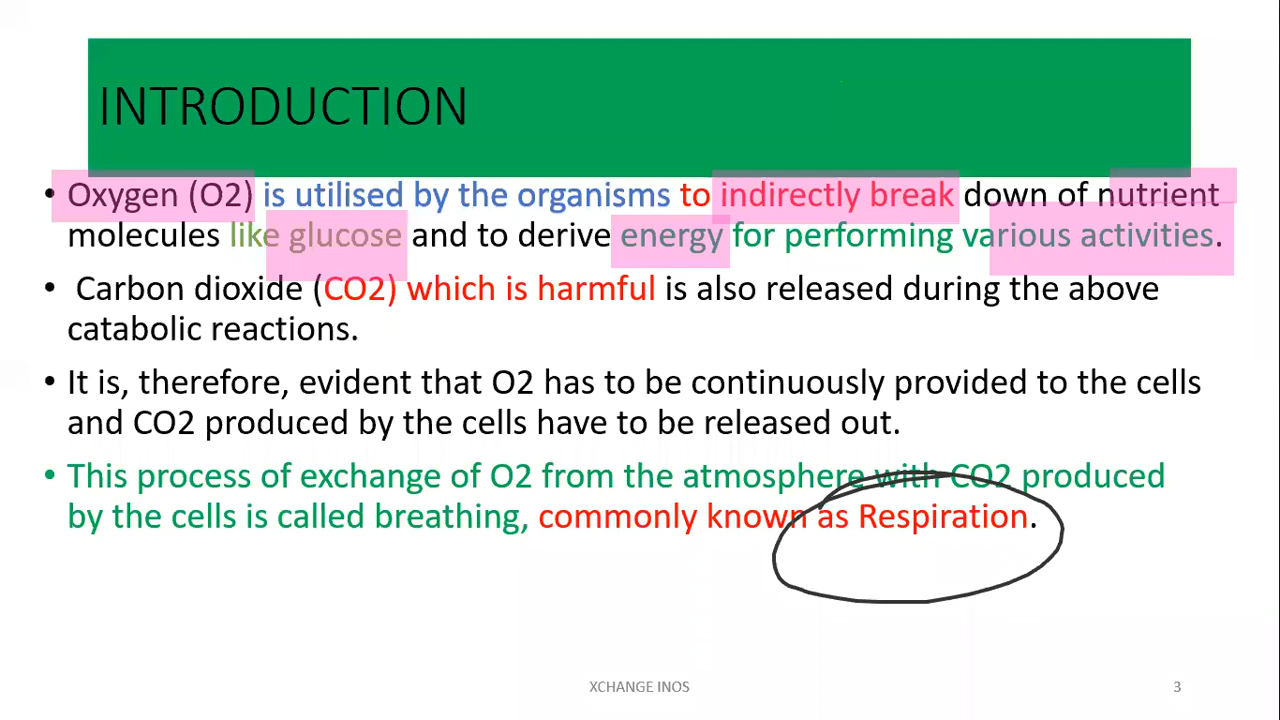 INTRODUCTION
• Oxygen (O2) is utilised by the organisms to indirectly break down of nutrient
molecules like glucose and to derive energy for performing various activities.
• Carbon dioxide (CO2) which is harmful is also released during the above
catabolic reactions.
• It is, therefore, evident that O2 has to be continuously provided to the cells
and CO2 produced by the cells have to be released out.
• This process of exchange of O2 from the atmosphere with CO2 produced
by the cells is called breathing, commonly known as Respiration.
XCHANGE INOS
3